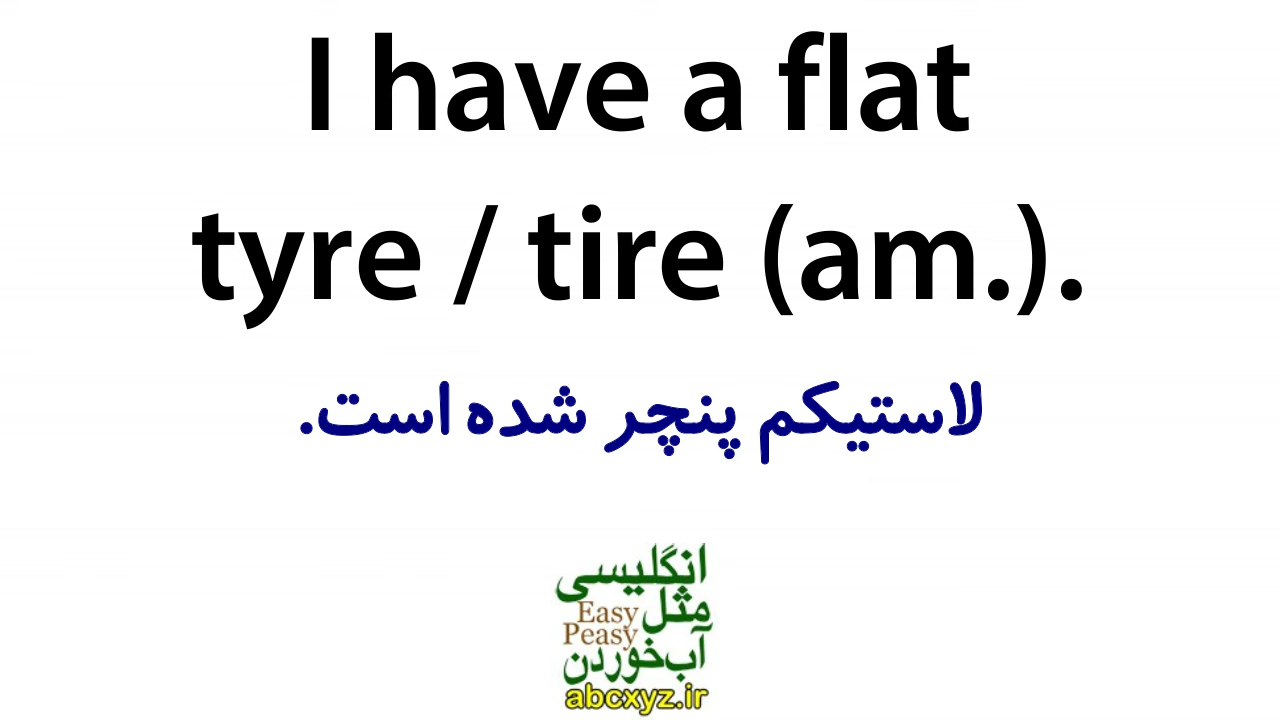 I have a flat
tyre / tire (am.).
لاستیکم پنچر شده است.
انگلیسی
مثل
Easy
Peasy
آب‌خوردن
abcxyz.ir